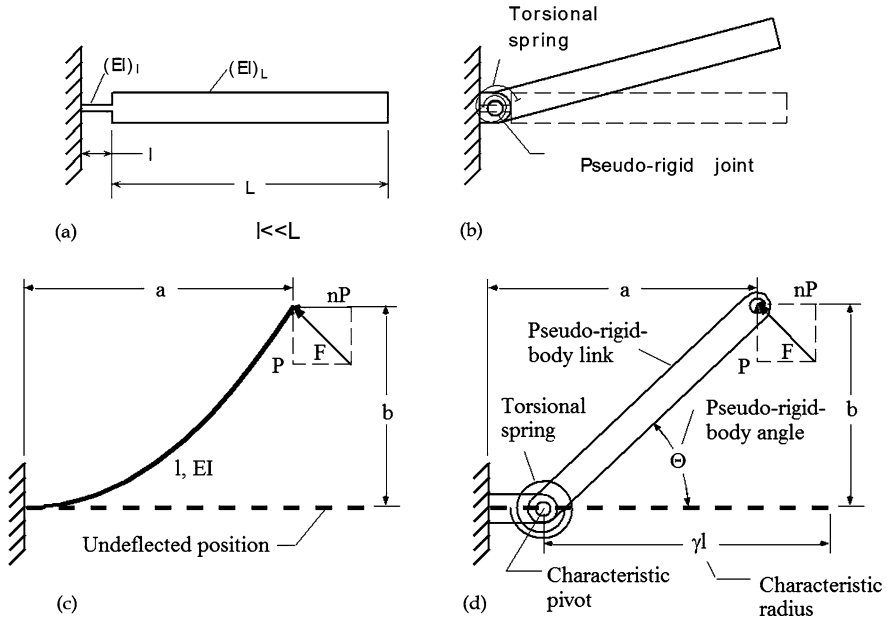 (EI)l
(EI)L
l
L
(a)
l<<L
Torsional
spring
Pseudo-rigid joint
(b)
a
nP
P
F
b
l, EI
Undeflected position
(c)
a
nP
P
F
b
Pseudo-rigid-
body link
Torsional
spring
Pseudo-rigid-
body angle
Θ
γl
Characteristic
pivot
Characteristic
radius
(d)